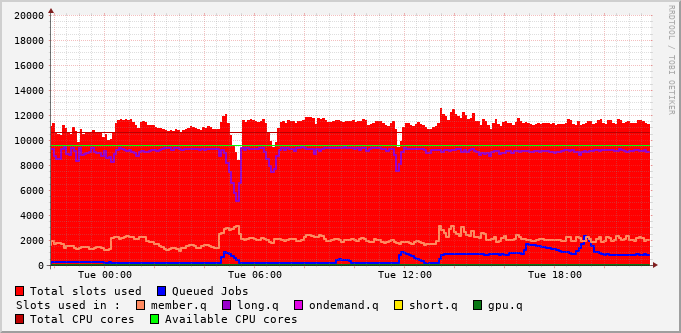 RRDTOOL / TOBI OETIKER
20000
18000
16000
14000
12000
10000
8000
6000
4000
2000
0
Tue 00:00 Tue 06:00 Tue 12:00 Tue 18:00
Total slots used Queued Jobs
Slots used in : member.q long.q ondemand.q short.q gpu.q
Total CPU cores Available CPU cores